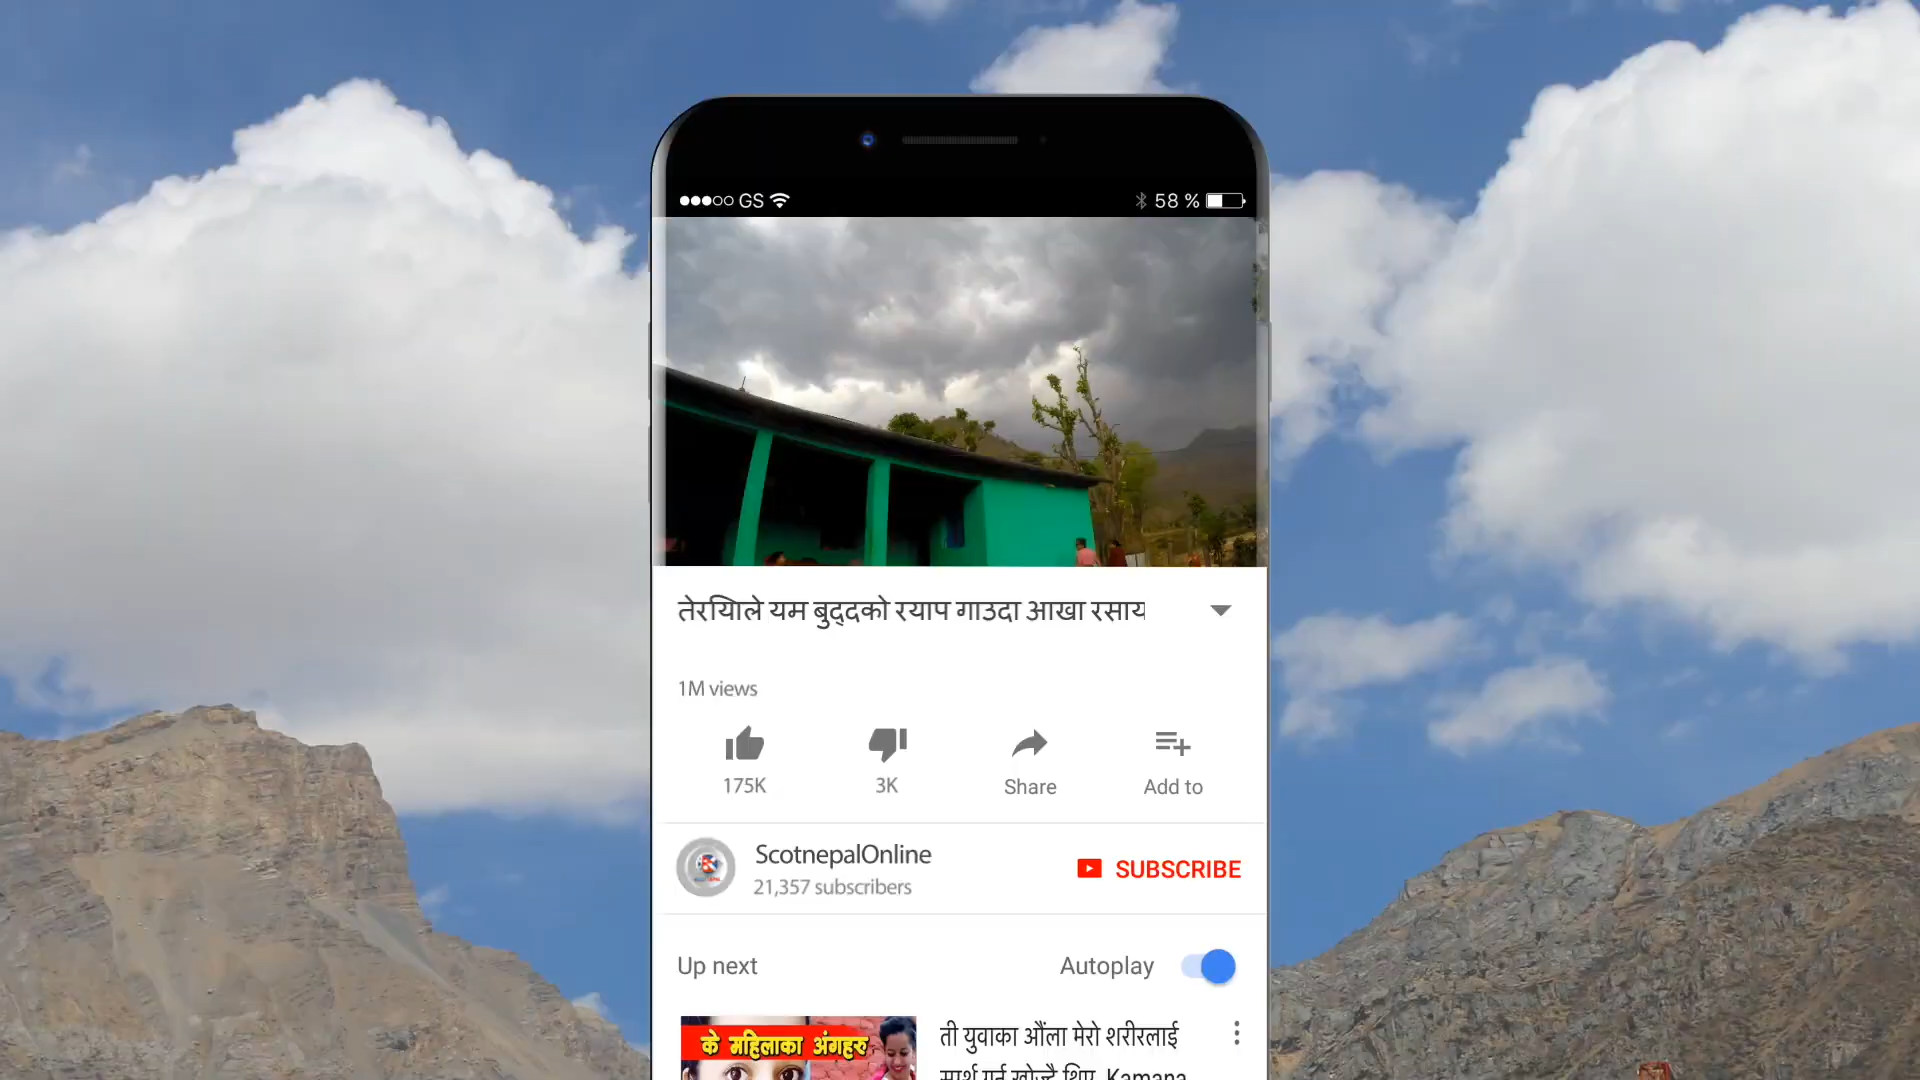 GS 58 %
तेरियाले यम बुद्दको रयाप गाउदा आखा रसाय
1M views
175K 3K Share Add to
ScotnepalOnline
21,357 subscribers
SUBSCRIBE
Up next Autoplay
के महिलाका अंगहरु
ती युवाका औंला मेरो शरीरलाई
Kamana